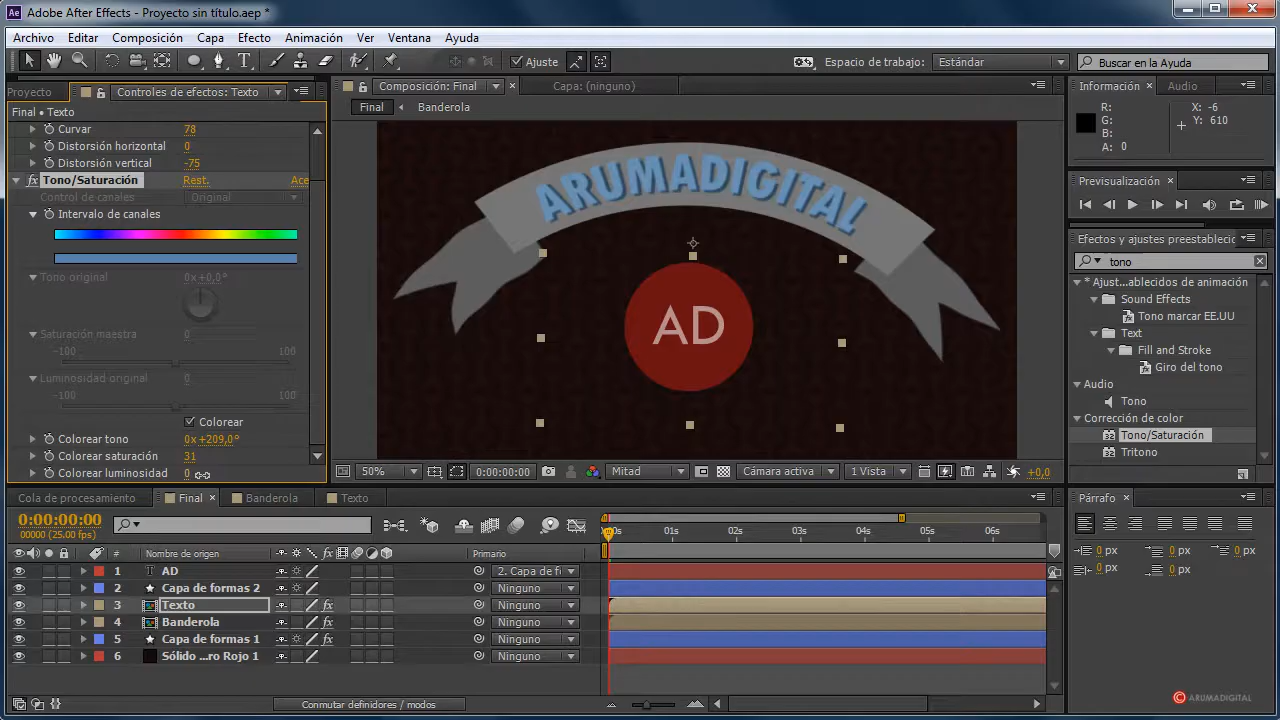 Adobe After Effects - Proyecto sin título.aep *
Archivo Editar Composición Capa Efecto Animación Ver Ventana Ayuda
Ajuste Espacio de trabajo: Estándar Buscar en la Ayuda
Proyecto Controles de efectos: Texto
Final • Texto
Curvar 78
Distorsión horizontal 0
Distorsión vertical -75
fx Tono/Saturación Rest. Ace
Control de canales Original
Intervalo de canales
Tono original 0x +0,0°
Saturación maestra 0
-100 100
Luminosidad original 0
-100 100
Colorear
Colorear tono 0x +209,0°
Colorear saturación 31
Colorear luminosidad 0
Composición: Final Capa: (ninguno)
Final Banderola
ARUMADIGITAL
AD
50% 0:00:00:00 Mitad Cámara activa 1 Vista +0,0
Información Audio
R: X: -6
G: Y: 610
B:
A: 0
Previsualización
Efectos y ajustes preestablecic
tono
* Ajust...ablecidos de animación
Sound Effects
Tono marcar EE.UU
Text
Fill and Stroke
Giro del tono
Audio
Tono
Corrección de color
Tono/Saturación
Tritono
Cola de procesamiento Final Banderola Texto
0:00:00:00
00000 (25.00 fps)
00s 01s 02s 03s 04s 05s 06s
# Nombre de origen fx Primario
1 T AD 2. Capa de f
2 Capa de formas 2 Ninguno
3 Texto fx Ninguno
4 Banderola fx Ninguno
5 Capa de formas 1 Ninguno
6 Sólido ...ro Rojo 1 Ninguno
Conmutar definidores / modos
Párrafo
0 px 0 px 0 px
0 px 0 px
© ARUMADIGITAL